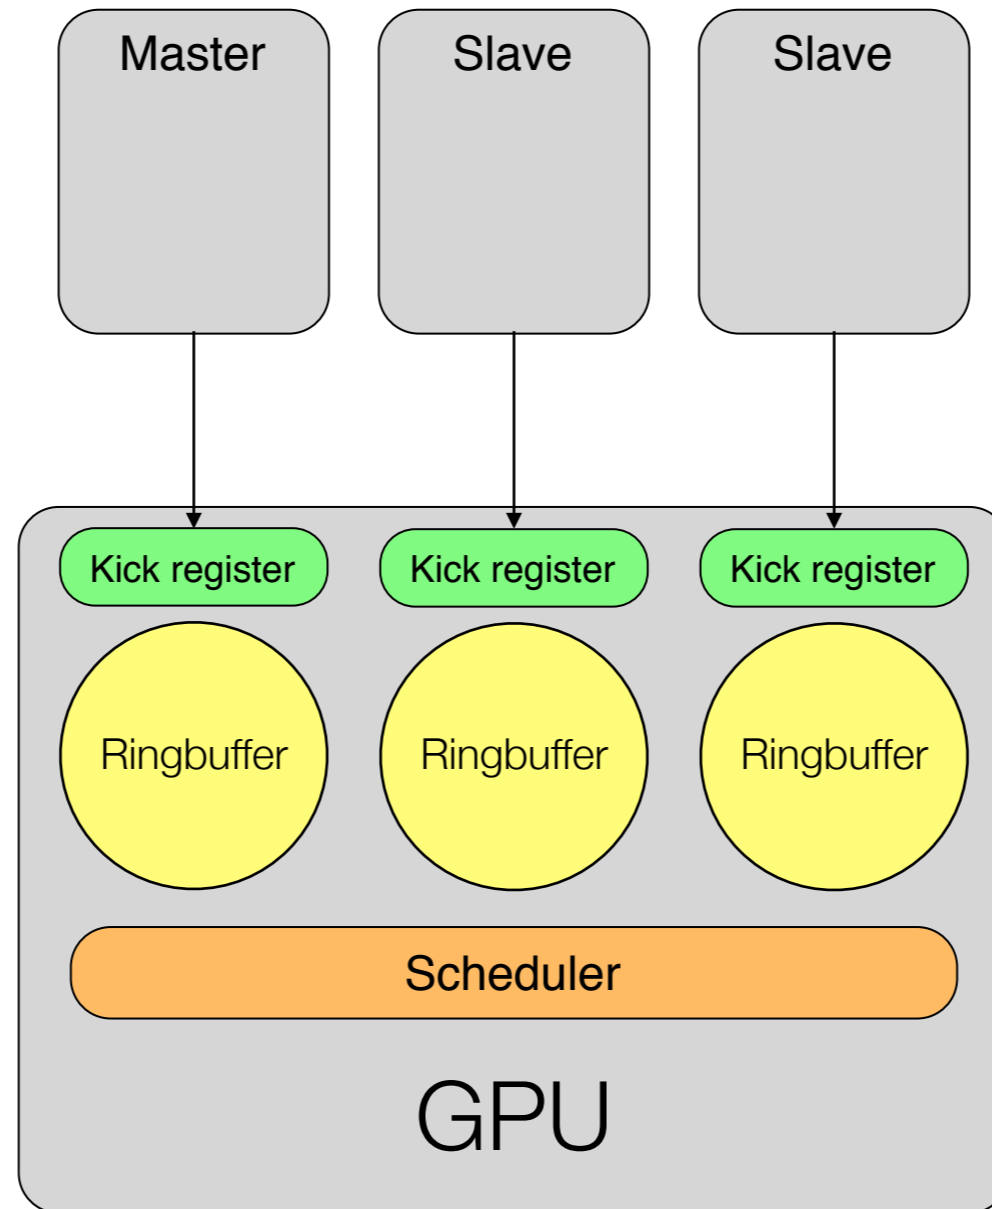 Master
Slave
Slave
Kick register
Kick register
Kick register
Ringbuffer
Ringbuffer
Ringbuffer
Scheduler
GPU